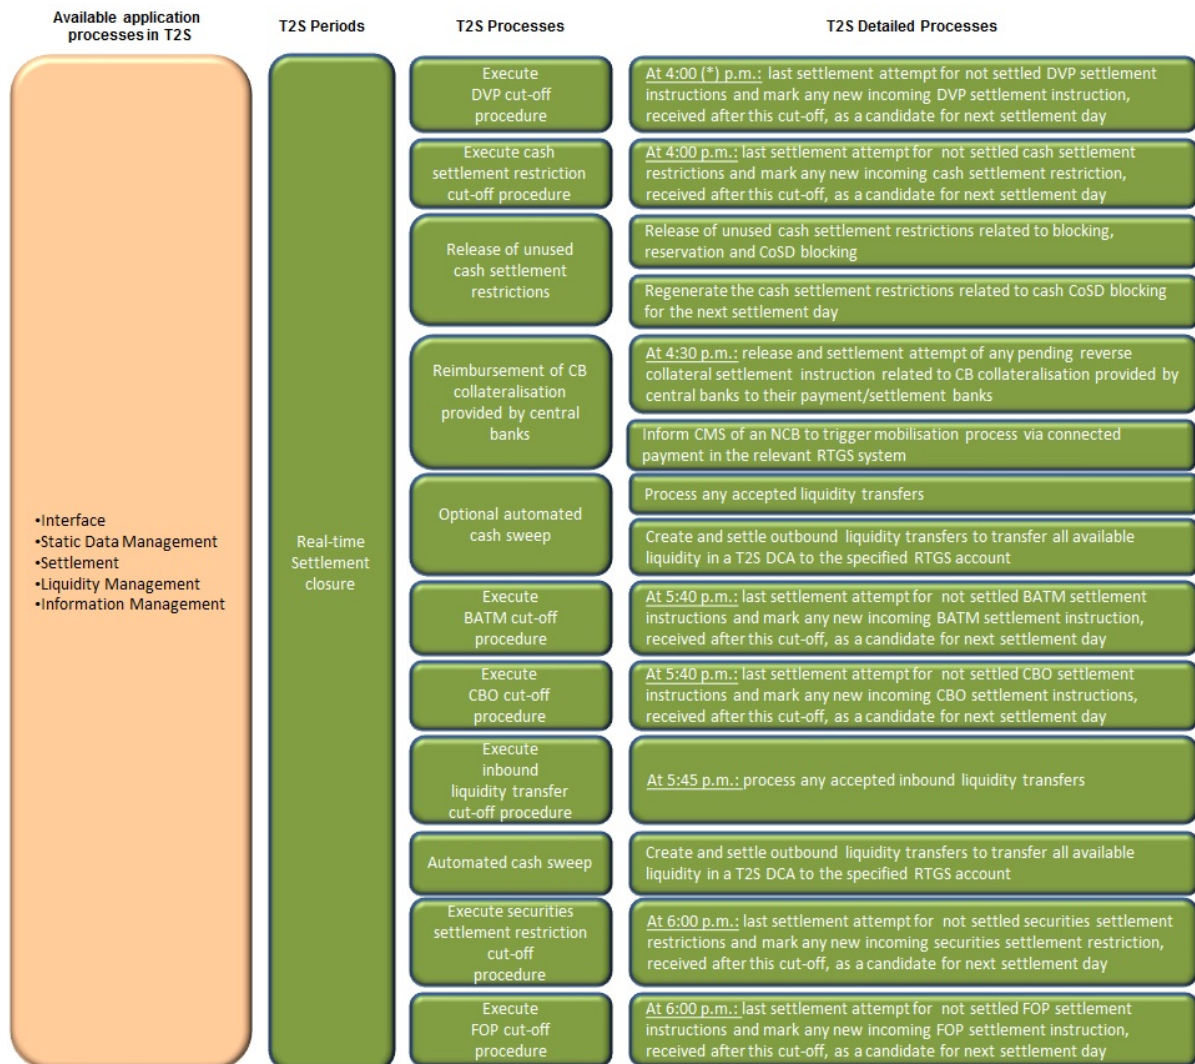 Available application
processes in T2S
T2S Periods
T2S Processes
T2S Detailed Processes
•Interface
•Static Data Management
•Settlement
•Liquidity Management
•Information Management
Real-time
Settlement
closure
Execute
DVP cut-off
procedure
At 4:00 (*) p.m.: last settlement attempt for not settled DVP settlement
instructions and mark any new incoming DVP settlement instruction,
received after this cut-off, as a candidate for next settlement day
Execute cash
settlement restriction
cut-off procedure
At 4:00 p.m.: last settlement attempt for not settled cash settlement
restrictions and mark any new incoming cash settlement restriction,
received after this cut-off, as a candidate for next settlement day
Release of unused
cash settlement
restrictions
Release of unused cash settlement restrictions related to blocking,
reservation and CoSD blocking
Regenerate the cash settlement restrictions related to cash CoSD blocking
for the next settlement day
Reimbursement of CB
collateralisation
provided by central
banks
At 4:30 p.m.: release and settlement attempt of any pending reverse
collateral settlement instruction related to CB collateralisation provided by
central banks to their payment/settlement banks
Inform CMS of an NCB to trigger mobilisation process via connected
payment in the relevant RTGS system
Optional automated
cash sweep
Process any accepted liquidity transfers
Create and settle outbound liquidity transfers to transfer all available
liquidity in a T2S DCA to the specified RTGS account
Execute
BATM cut-off
procedure
At 5:40 p.m.: last settlement attempt for not settled BATM settlement
instructions and mark any new incoming BATM settlement instruction,
received after this cut-off, as a candidate for next settlement day
Execute
CBO cut-off
procedure
At 5:40 p.m.: last settlement attempt for not settled CBO settlement
instructions and mark any new incoming CBO settlement instructions,
received after this cut-off, as a candidate for next settlement day
Execute
inbound
liquidity transfer
cut-off procedure
At 5:45 p.m.: process any accepted inbound liquidity transfers
Automated cash sweep
Create and settle outbound liquidity transfers to transfer all available
liquidity in a T2S DCA to the specified RTGS account
Execute securities
settlement restriction
cut-off
procedure
At 6:00 p.m.: last settlement attempt for not settled securities settlement
restrictions and mark any new incoming securities settlement restriction,
received after this cut-off, as a candidate for next settlement day
Execute
FOP cut-off
procedure
At 6:00 p.m.: last settlement attempt for not settled FOP settlement
instructions and mark any new incoming FOP settlement instruction,
received after this cut-off, as a candidate for next settlement day